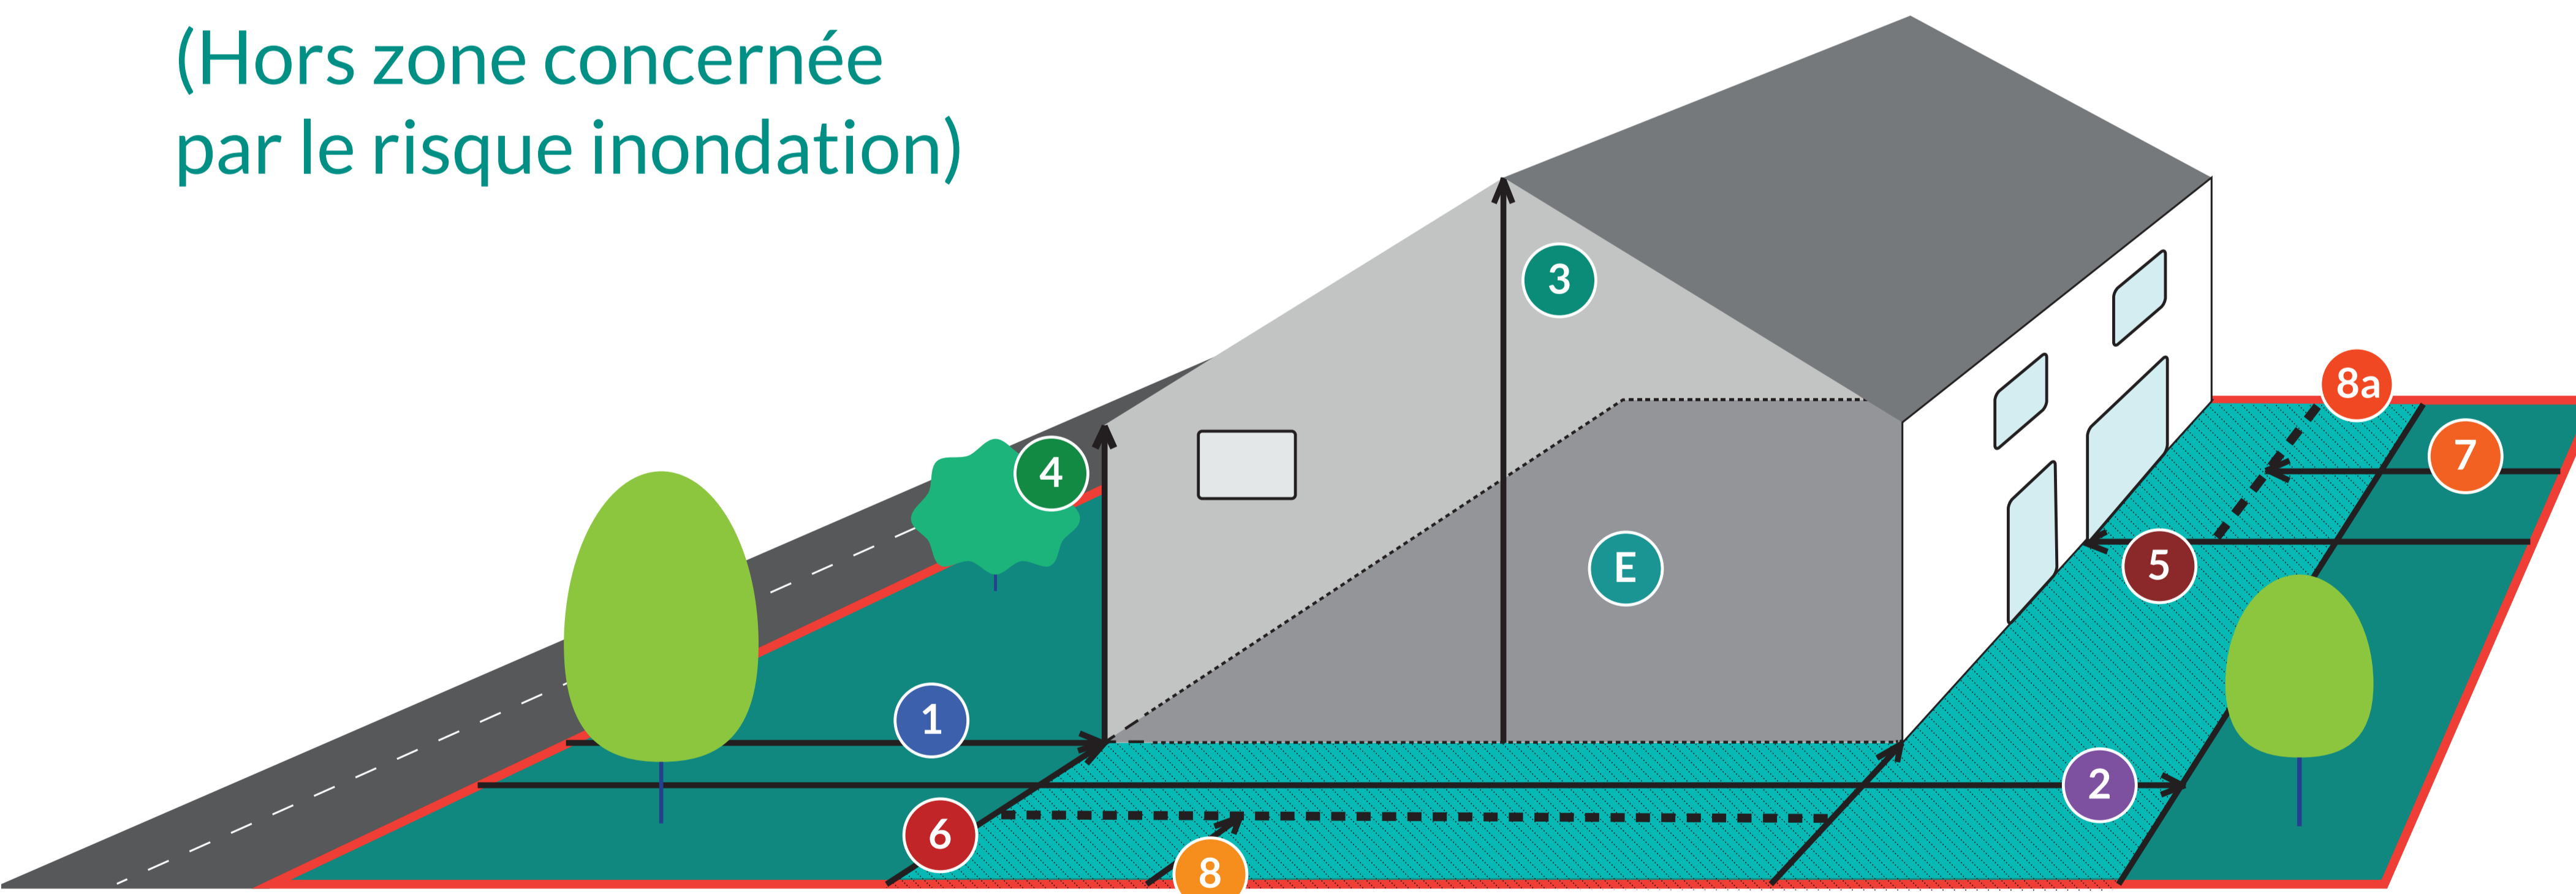 (Hors zone concernée
par le risque inondation)
3
8a
7
4
E
5
1
2
6
8